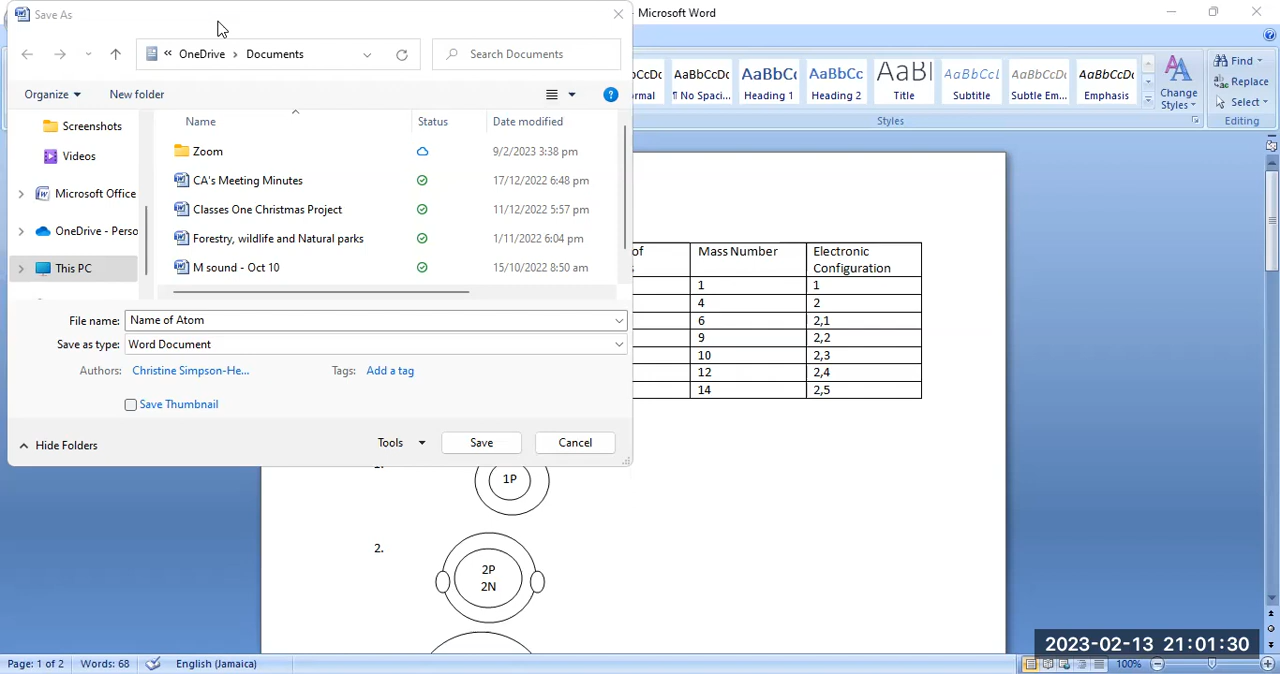 Save As
Microsoft Word
« OneDrive > Documents
Search Documents
Organize
New folder
Screenshots
Videos
Microsoft Office
OneDrive - Perso
This PC
Name
Status
Date modified
Zoom
9/2/2023 3:38 pm
CA's Meeting Minutes
17/12/2022 6:48 pm
Classes One Christmas Project
11/12/2022 5:57 pm
Forestry, wildlife and Natural parks
1/11/2022 6:04 pm
M sound - Oct 10
15/10/2022 8:50 am
File name: Name of Atom
Save as type: Word Document
Authors: Christine Simpson-He...
Tags: Add a tag
Save Thumbnail
Hide Folders
Tools
Save
Cancel
CcDc AaBbCcDc AaBbCc AaBbCc AaBl AaBbCcL AaBbCcDc AaBbCcDc
rmal ¶ No Spaci... Heading 1 Heading 2 Title Subtitle Subtle Em... Emphasis
Change Styles
Find
Replace
Select
Styles
Editing
of Mass Number Electronic
s Configuration
1 1
4 2
6 2,1
9 2,2
10 2,3
12 2,4
14 2,5
1P
2.
2P
2N
2023-02-13 21:01:30
Page: 1 of 2 Words: 68 English (Jamaica) 100%